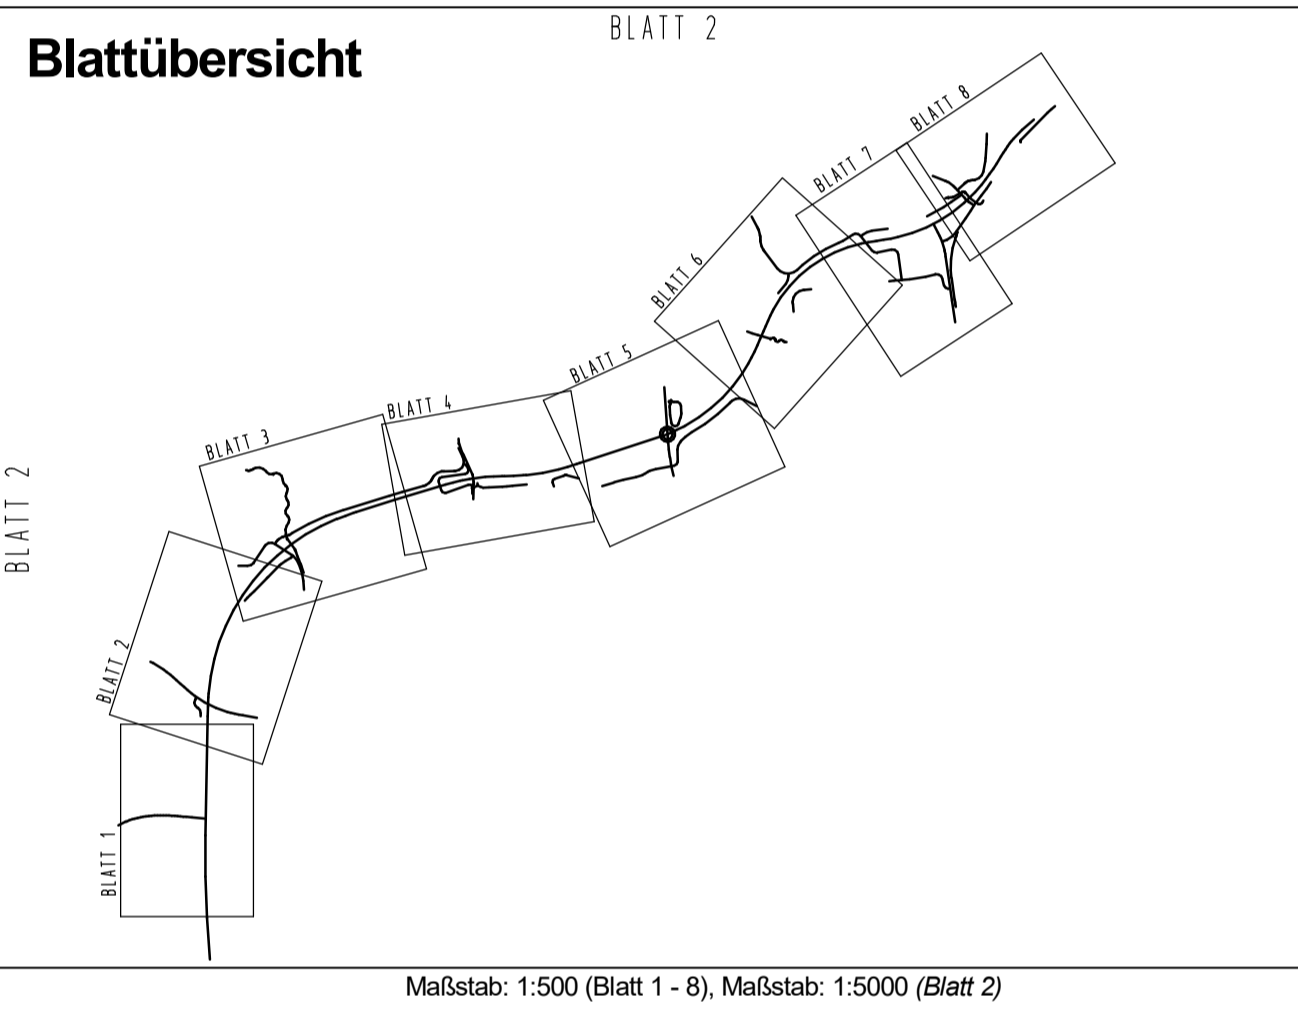 BLATT 2
Blattübersicht
BLATT 8
BLATT 7
BLATT 6
BLATT 5
BLATT 4
BLATT 3
BLATT 2
BLATT 2
BLATT 1
Maßstab: 1:500 (Blatt 1 - 8), Maßstab: 1:5000 (Blatt 2)